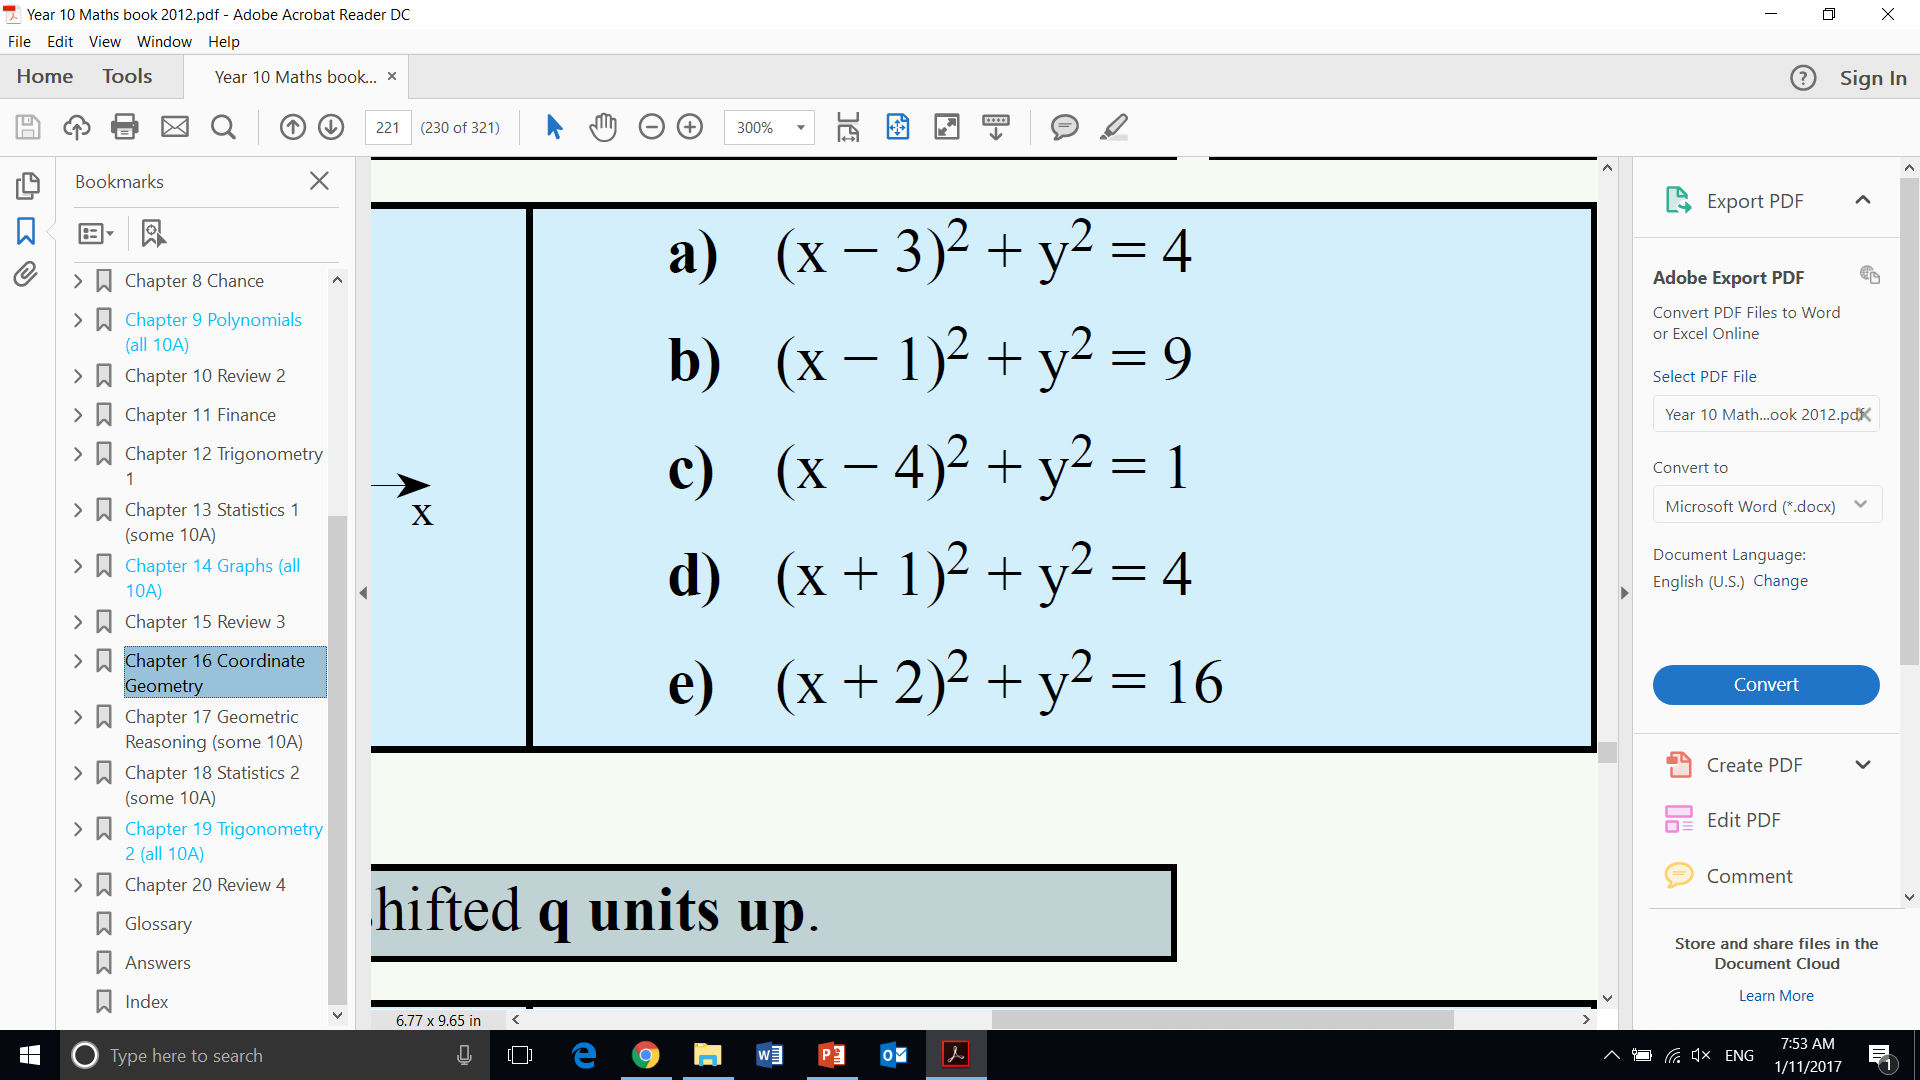 Year 10 Maths book 2012.pdf - Adobe Acrobat Reader DC
File Edit View Window Help
Home Tools Year 10 Maths book... × ? Sign In
221 (230 of 321) 300%
Bookmarks
Chapter 8 Chance
Chapter 9 Polynomials
(all 10A)
Chapter 10 Review 2
Chapter 11 Finance
Chapter 12 Trigonometry
1
Chapter 13 Statistics 1
(some 10A)
Chapter 14 Graphs (all
10A)
Chapter 15 Review 3
Chapter 16 Coordinate
Geometry
Chapter 17 Geometric
Reasoning (some 10A)
Chapter 18 Statistics 2
(some 10A)
Chapter 19 Trigonometry
2 (all 10A)
Chapter 20 Review 4
Glossary
Answers
Index
x
a) (x − 3)² + y² = 4
b) (x − 1)² + y² = 9
c) (x − 4)² + y² = 1
d) (x + 1)² + y² = 4
e) (x + 2)² + y² = 16
hifted q units up.
6.77 x 9.65 in
Export PDF
Adobe Export PDF
Convert PDF Files to Word
or Excel Online
Select PDF File
Year 10 Math...ook 2012.pdf
Convert to
Microsoft Word (*.docx)
Document Language:
English (U.S.) Change
Convert
Create PDF
Edit PDF
Comment
Store and share files in the
Document Cloud
Learn More
Type here to search
ENG
7:53 AM
1/11/2017
1